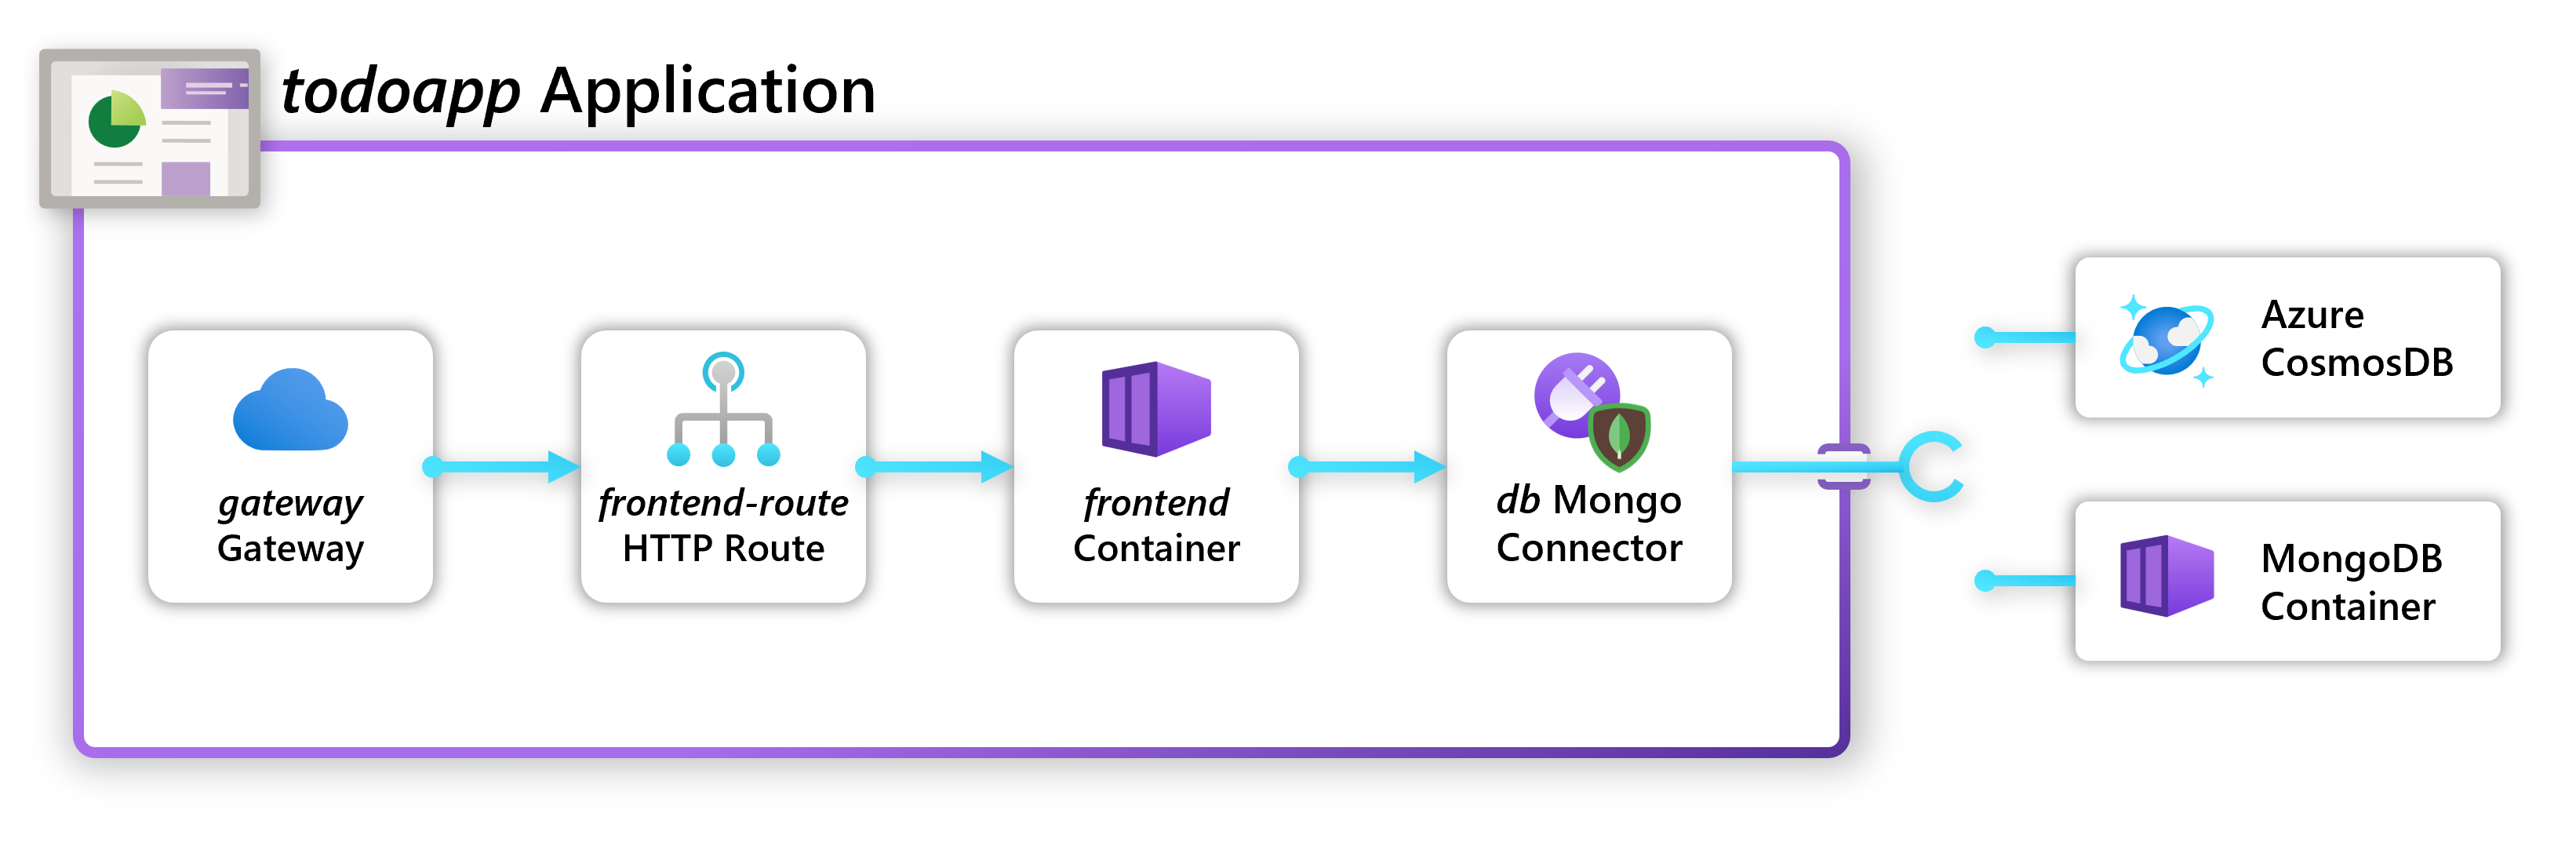 todoapp Application
gateway
Gateway
frontend-route
HTTP Route
frontend
Container
db Mongo
Connector
Azure
CosmosDB
MongoDB
Container